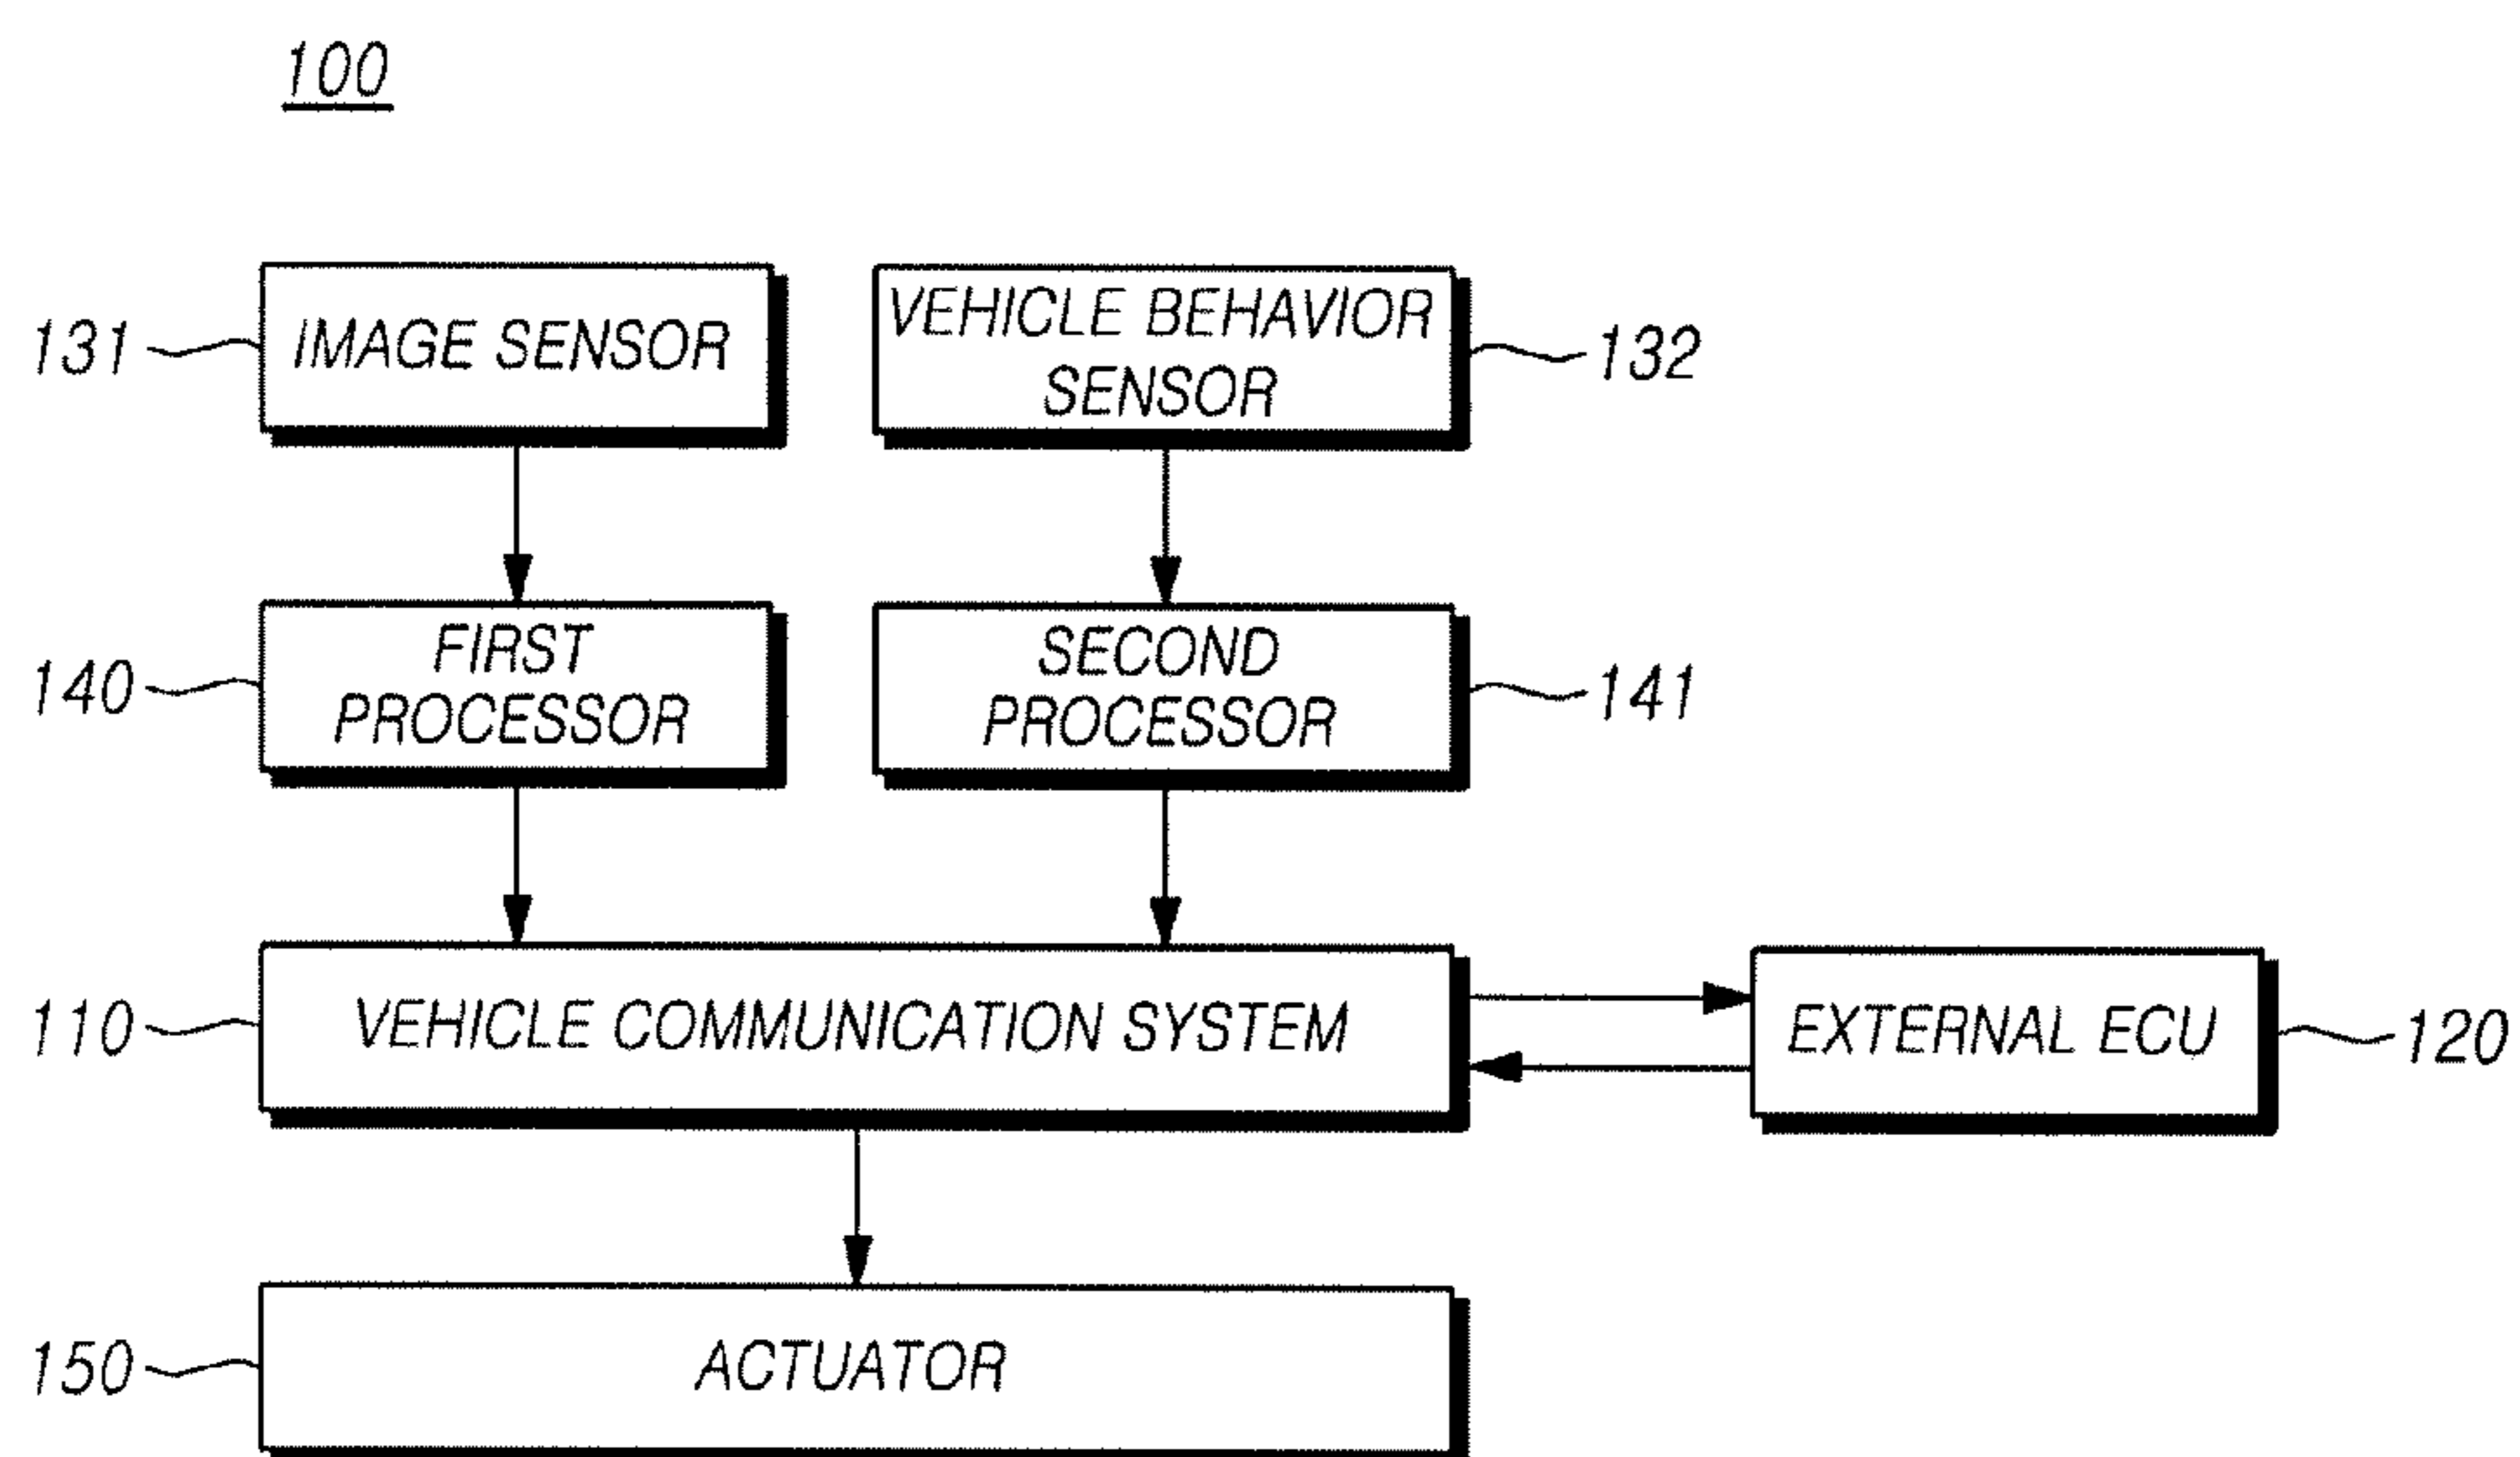 100
131
IMAGE SENSOR
VEHICLE BEHAVIOR
SENSOR
132
140
FIRST
PROCESSOR
SECOND
PROCESSOR
141
110
VEHICLE COMMUNICATION SYSTEM
EXTERNAL ECU
120
150
ACTUATOR